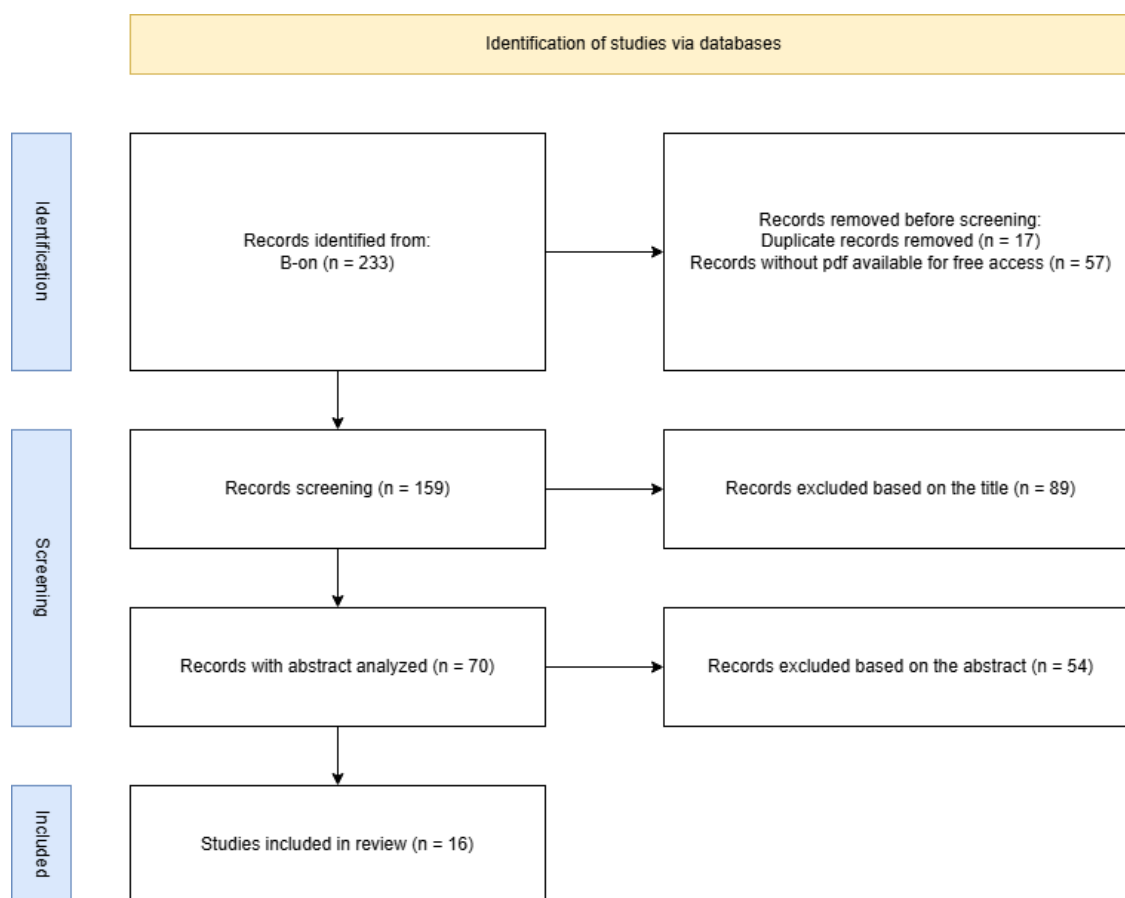 Identification of studies via databases
Identification
Records identified from:
B-on (n = 233)
Records removed before screening:
Duplicate records removed (n = 17)
Records without pdf available for free access (n = 57)
Screening
Records screening (n = 159)
Records excluded based on the title (n = 89)
Records with abstract analyzed (n = 70)
Records excluded based on the abstract (n = 54)
Included
Studies included in review (n = 16)